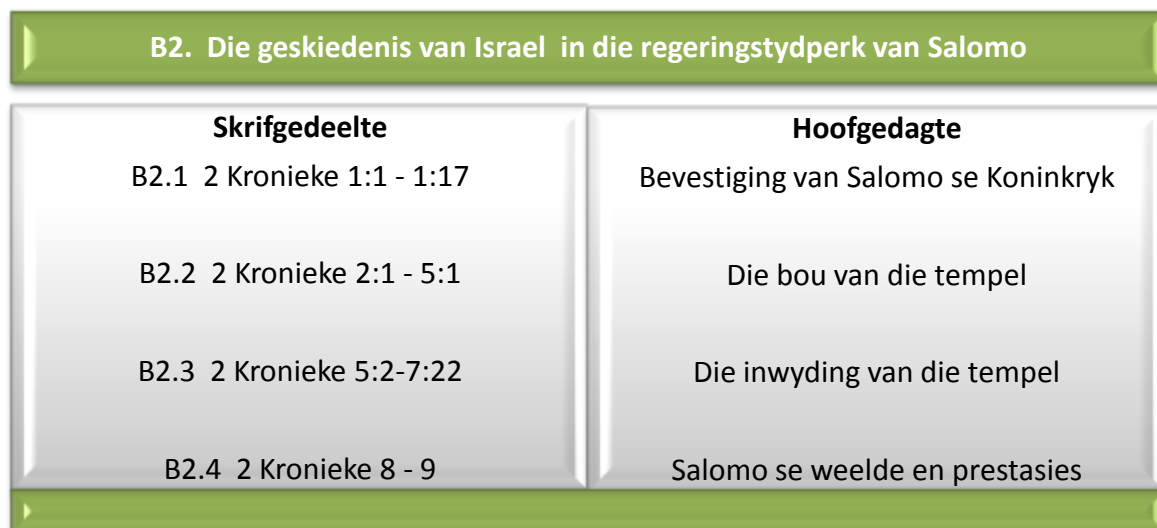 B2. Die geskiedenis van Israel in die regeringstydperk van Salomo
Skrifgedeelte
B2.1 2 Kronieke 1:1 - 1:17
B2.2 2 Kronieke 2:1 - 5:1
B2.3 2 Kronieke 5:2-7:22
B2.4 2 Kronieke 8 - 9
Hoofgedagte
Bevestiging van Salomo se Koninkryk
Die bou van die tempel
Die inwyding van die tempel
Salomo se weelde en prestasies